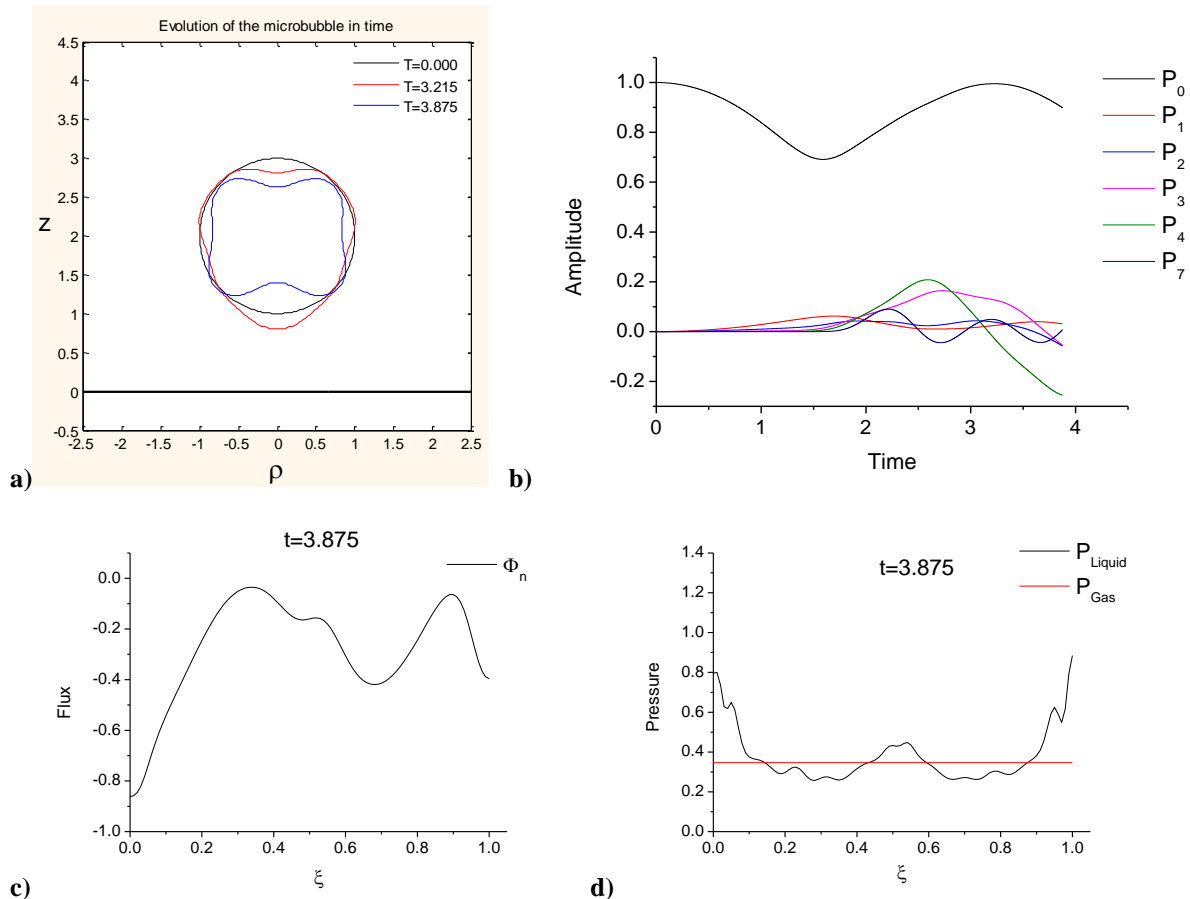 Evolution of the microbubble in time
4.5
4
3.5
3
2.5
2
1.5
1
0.5
0
-0.5
z
T=0.000
T=3.215
T=3.875
-2.5 -2 -1.5 -1 -0.5 0 0.5 1 1.5 2 2.5
ρ
a)
1.0
0.8
0.6
0.4
0.2
0.0
-0.2
Amplitude
P0
P1
P2
P3
P4
P7
0 1 2 3 4
Time
b)
t=3.875
Φn
0.0
-0.2
-0.4
-0.6
-0.8
-1.0
Flux
0.0 0.2 0.4 0.6 0.8 1.0
ξ
c)
PLiquid
PGas
t=3.875
1.4
1.2
1.0
0.8
0.6
0.4
0.2
0.0
Pressure
0.0 0.2 0.4 0.6 0.8 1.0
ξ
d)